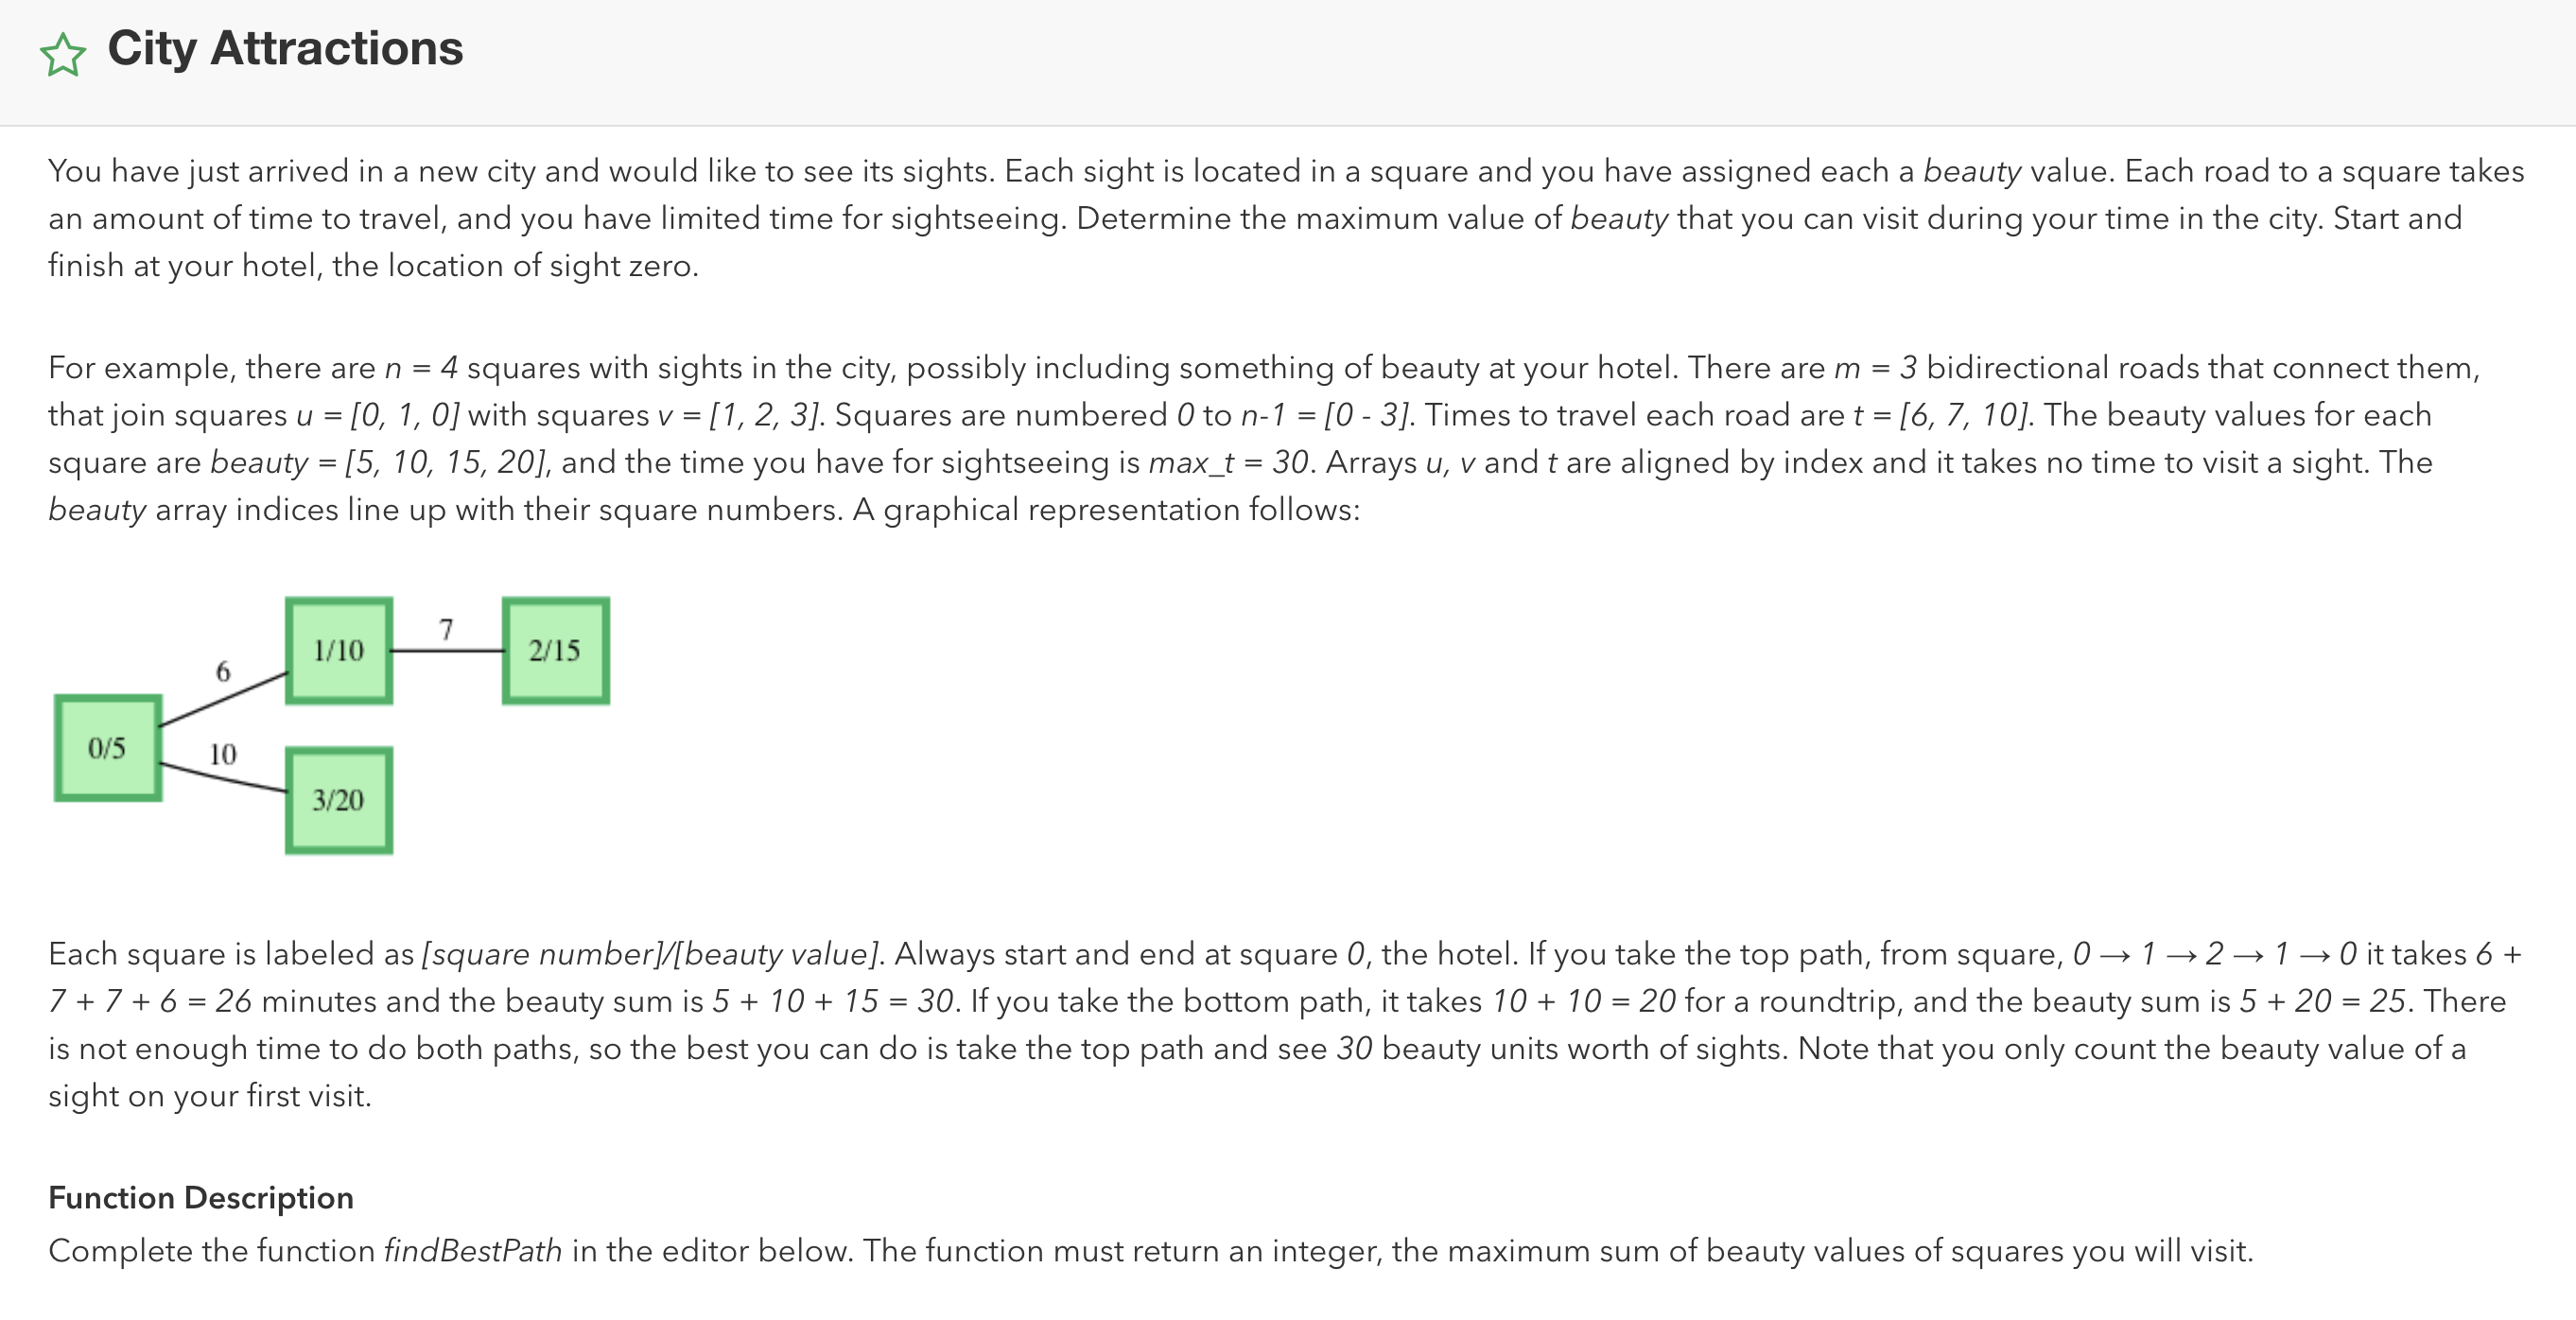 City Attractions
You have just arrived in a new city and would like to see its sights. Each sight is located in a square and you have assigned each a beauty value. Each road to a square takes
an amount of time to travel, and you have limited time for sightseeing. Determine the maximum value of beauty that you can visit during your time in the city. Start and
finish at your hotel, the location of sight zero.
For example, there are n = 4 squares with sights in the city, possibly including something of beauty at your hotel. There are m = 3 bidirectional roads that connect them,
that join squares u = [0, 1, 0] with squares v = [1, 2, 3]. Squares are numbered 0 to n-1 = [0 - 3]. Times to travel each road are t = [6, 7, 10]. The beauty values for each
square are beauty = [5, 10, 15, 20], and the time you have for sightseeing is max_t = 30. Arrays u, v and t are aligned by index and it takes no time to visit a sight. The
beauty array indices line up with their square numbers. A graphical representation follows:
7
1/10
2/15
6
0/5
10
3/20
Each square is labeled as [square number]/[beauty value]. Always start and end at square 0, the hotel. If you take the top path, from square, 0 → 1 → 2 → 1 → 0 it takes 6 +
7 + 7 + 6 = 26 minutes and the beauty sum is 5 + 10 + 15 = 30. If you take the bottom path, it takes 10 + 10 = 20 for a roundtrip, and the beauty sum is 5 + 20 = 25. There
is not enough time to do both paths, so the best you can do is take the top path and see 30 beauty units worth of sights. Note that you only count the beauty value of a
sight on your first visit.
Function Description
Complete the function findBestPath in the editor below. The function must return an integer, the maximum sum of beauty values of squares you will visit.